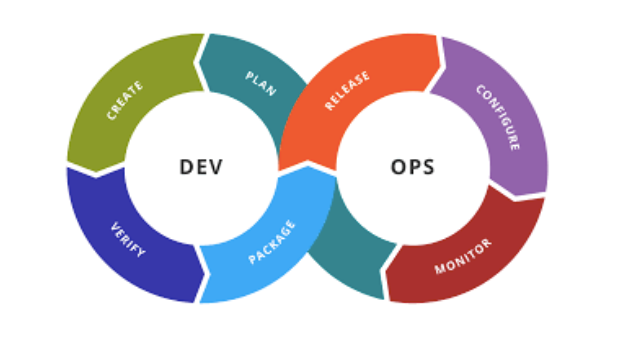 PLAN
CREATE
VERIFY
PACKAGE
RELEASE
CONFIGURE
MONITOR
DEV
OPS